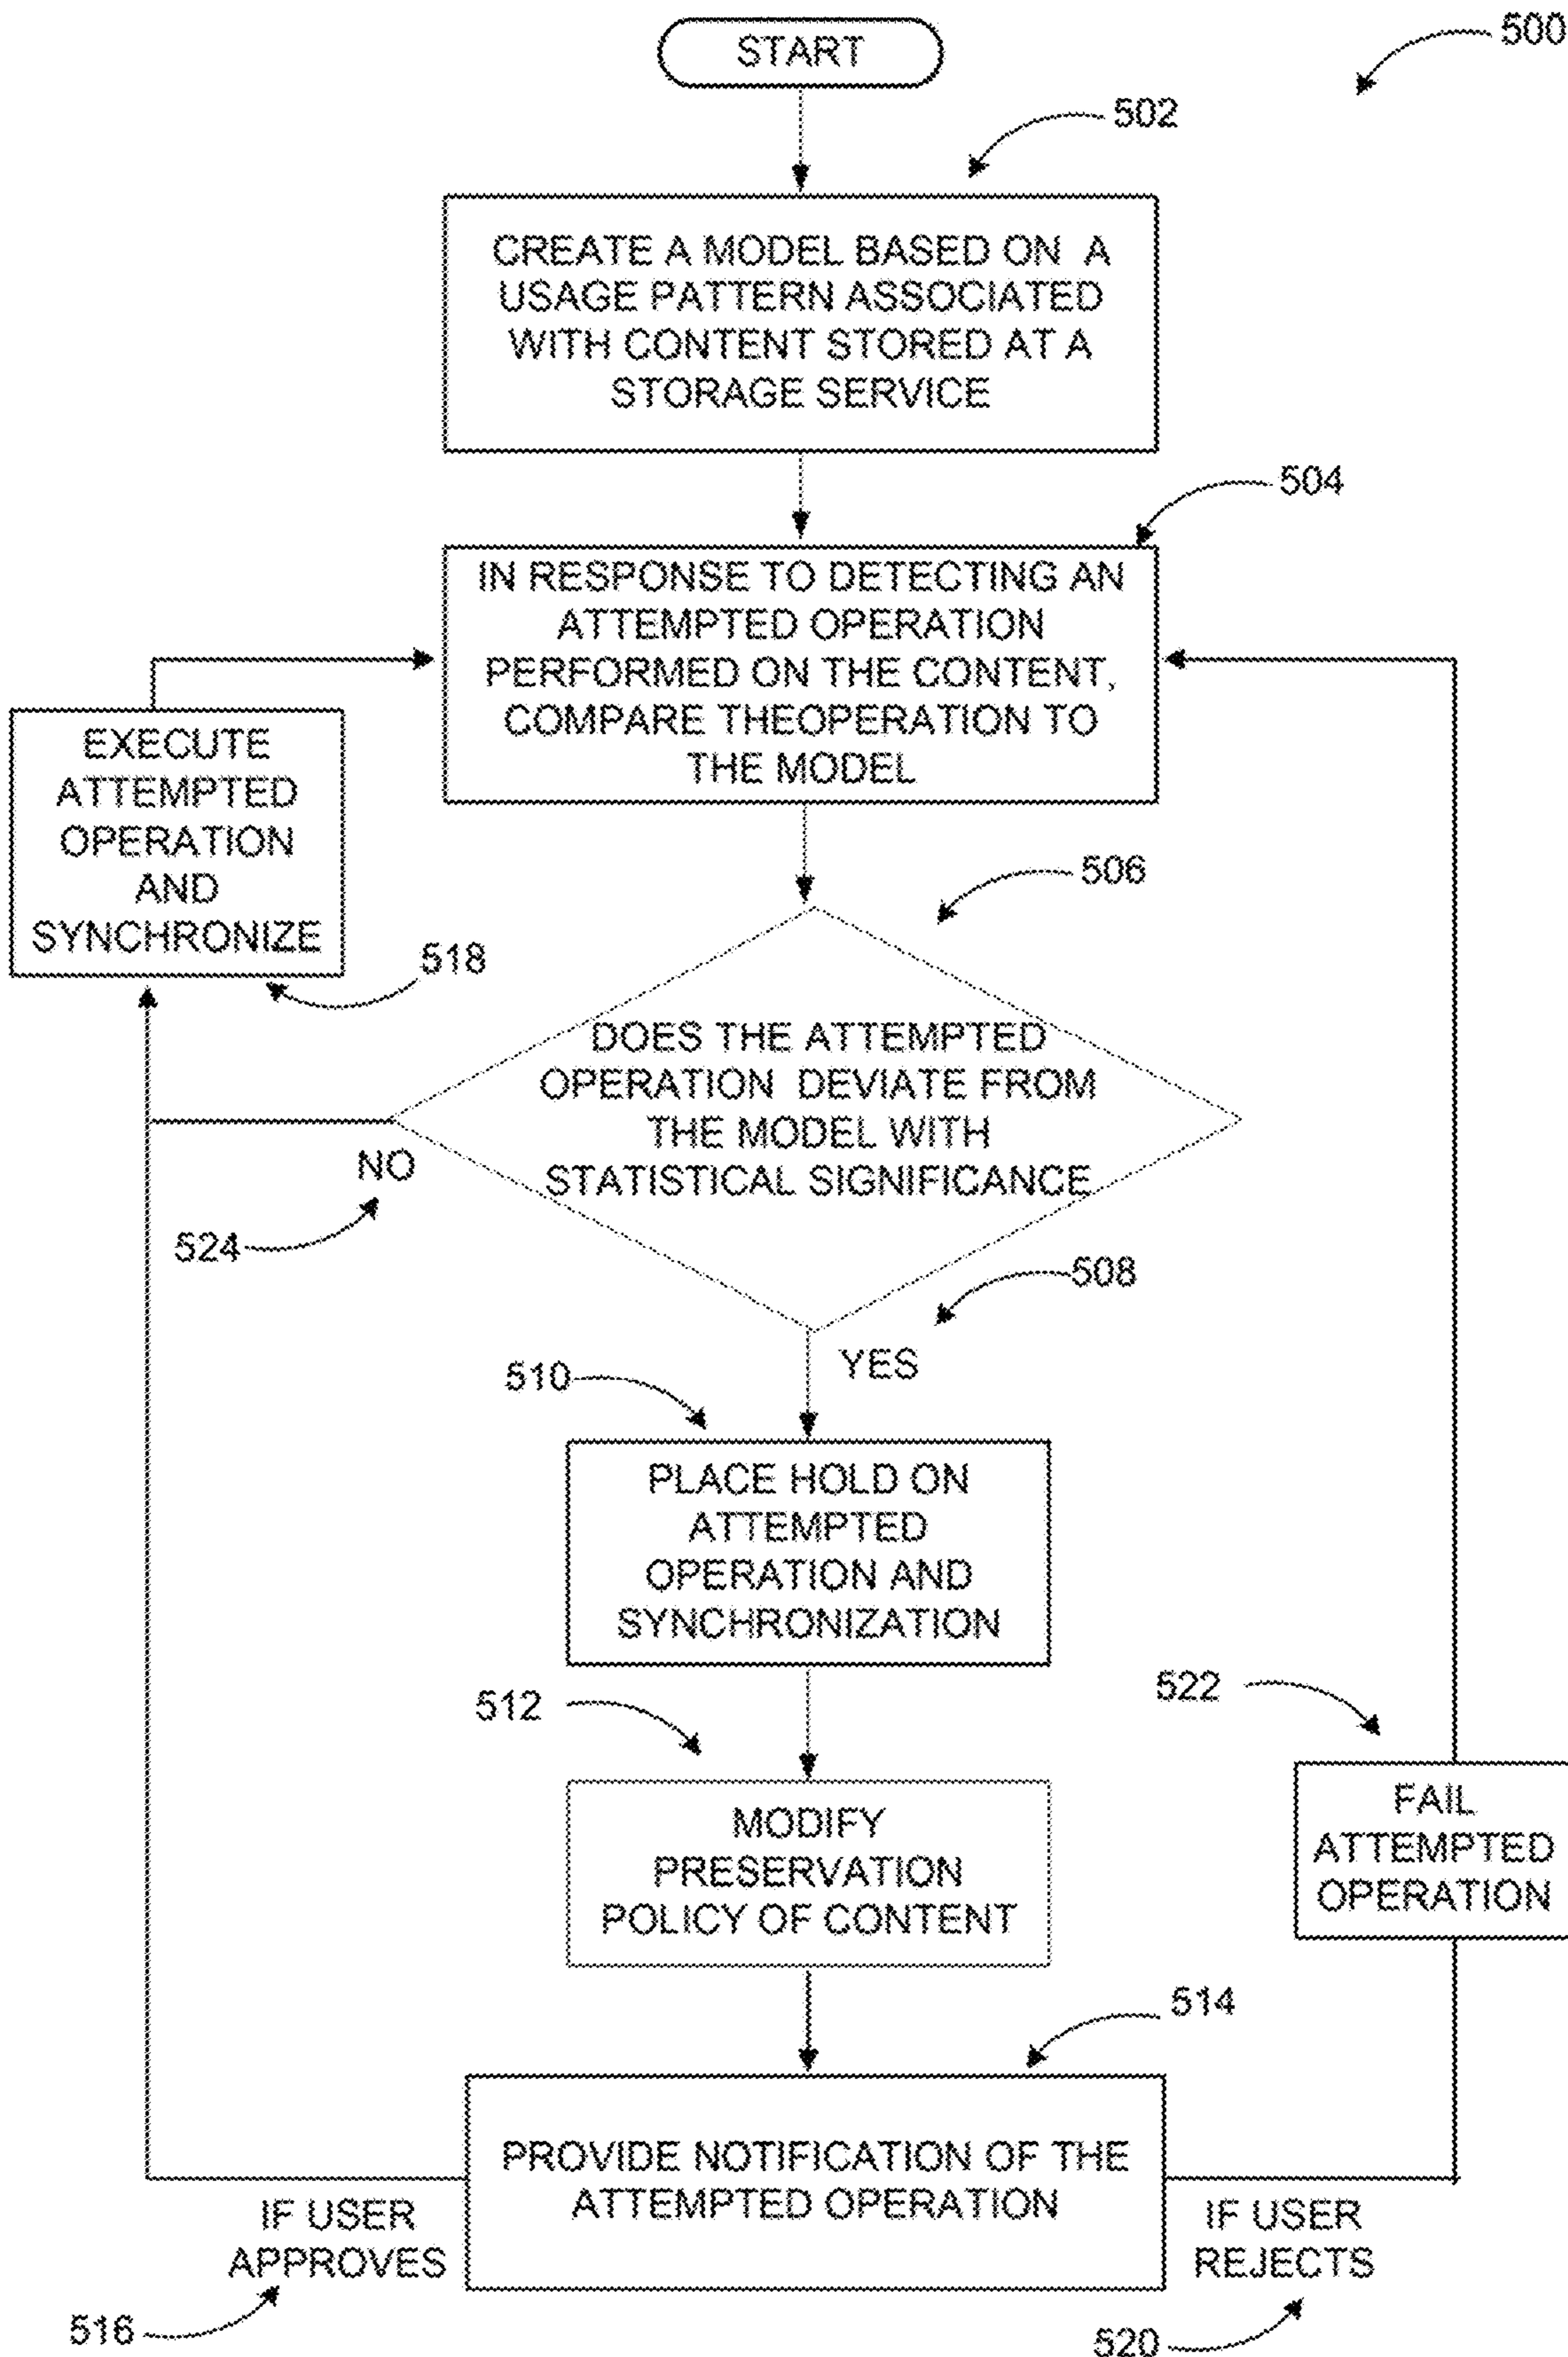 START
500
502
CREATE A MODEL BASED ON A
USAGE PATTERN ASSOCIATED
WITH CONTENT STORED AT A
STORAGE SERVICE
504
IN RESPONSE TO DETECTING AN
ATTEMPTED OPERATION
PERFORMED ON THE CONTENT,
COMPARE THEOPERATION TO
THE MODEL
EXECUTE
ATTEMPTED
OPERATION
AND
SYNCHRONIZE
518
506
DOES THE ATTEMPTED
OPERATION DEVIATE FROM
THE MODEL WITH
STATISTICAL SIGNIFICANCE
NO
524
508
YES
510
PLACE HOLD ON
ATTEMPTED
OPERATION AND
SYNCHRONIZATION
512
MODIFY
PRESERVATION
POLICY OF CONTENT
522
FAIL
ATTEMPTED
OPERATION
514
PROVIDE NOTIFICATION OF THE
ATTEMPTED OPERATION
IF USER
APPROVES
516
IF USER
REJECTS
520